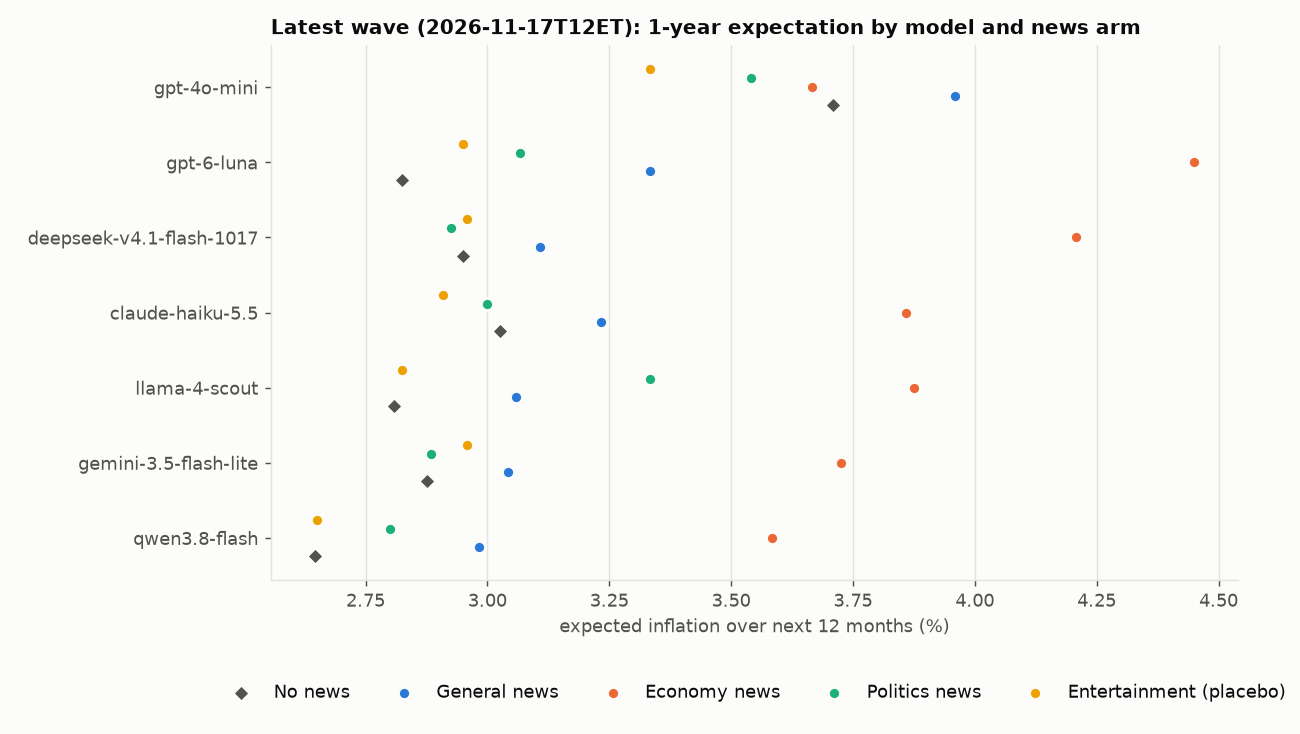 Latest wave (2026-11-17T12ET): 1-year expectation by model and news arm
gpt-4o-mini
gpt-6-luna
deepseek-v4.1-flash-1017
claude-haiku-5.5
llama-4-scout
gemini-3.5-flash-lite
qwen3.8-flash
2.75 3.00 3.25 3.50 3.75 4.00 4.25 4.50
expected inflation over next 12 months (%)
No news General news Economy news Politics news Entertainment (placebo)